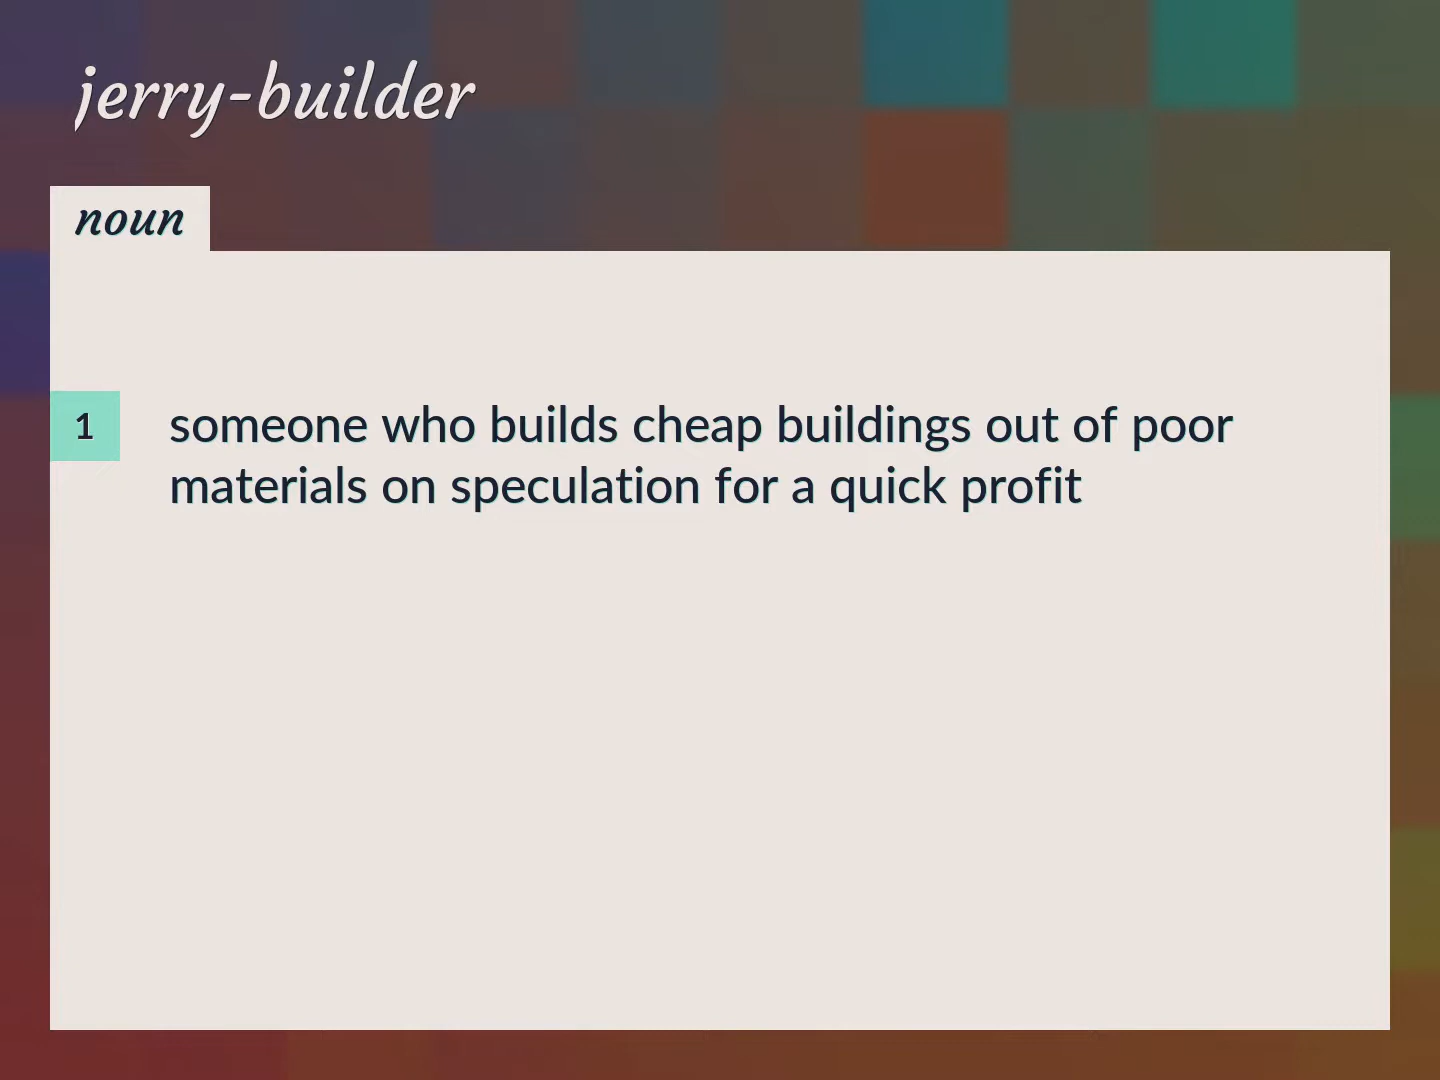 jerry-builder
noun
1
someone who builds cheap buildings out of poor
materials on speculation for a quick profit